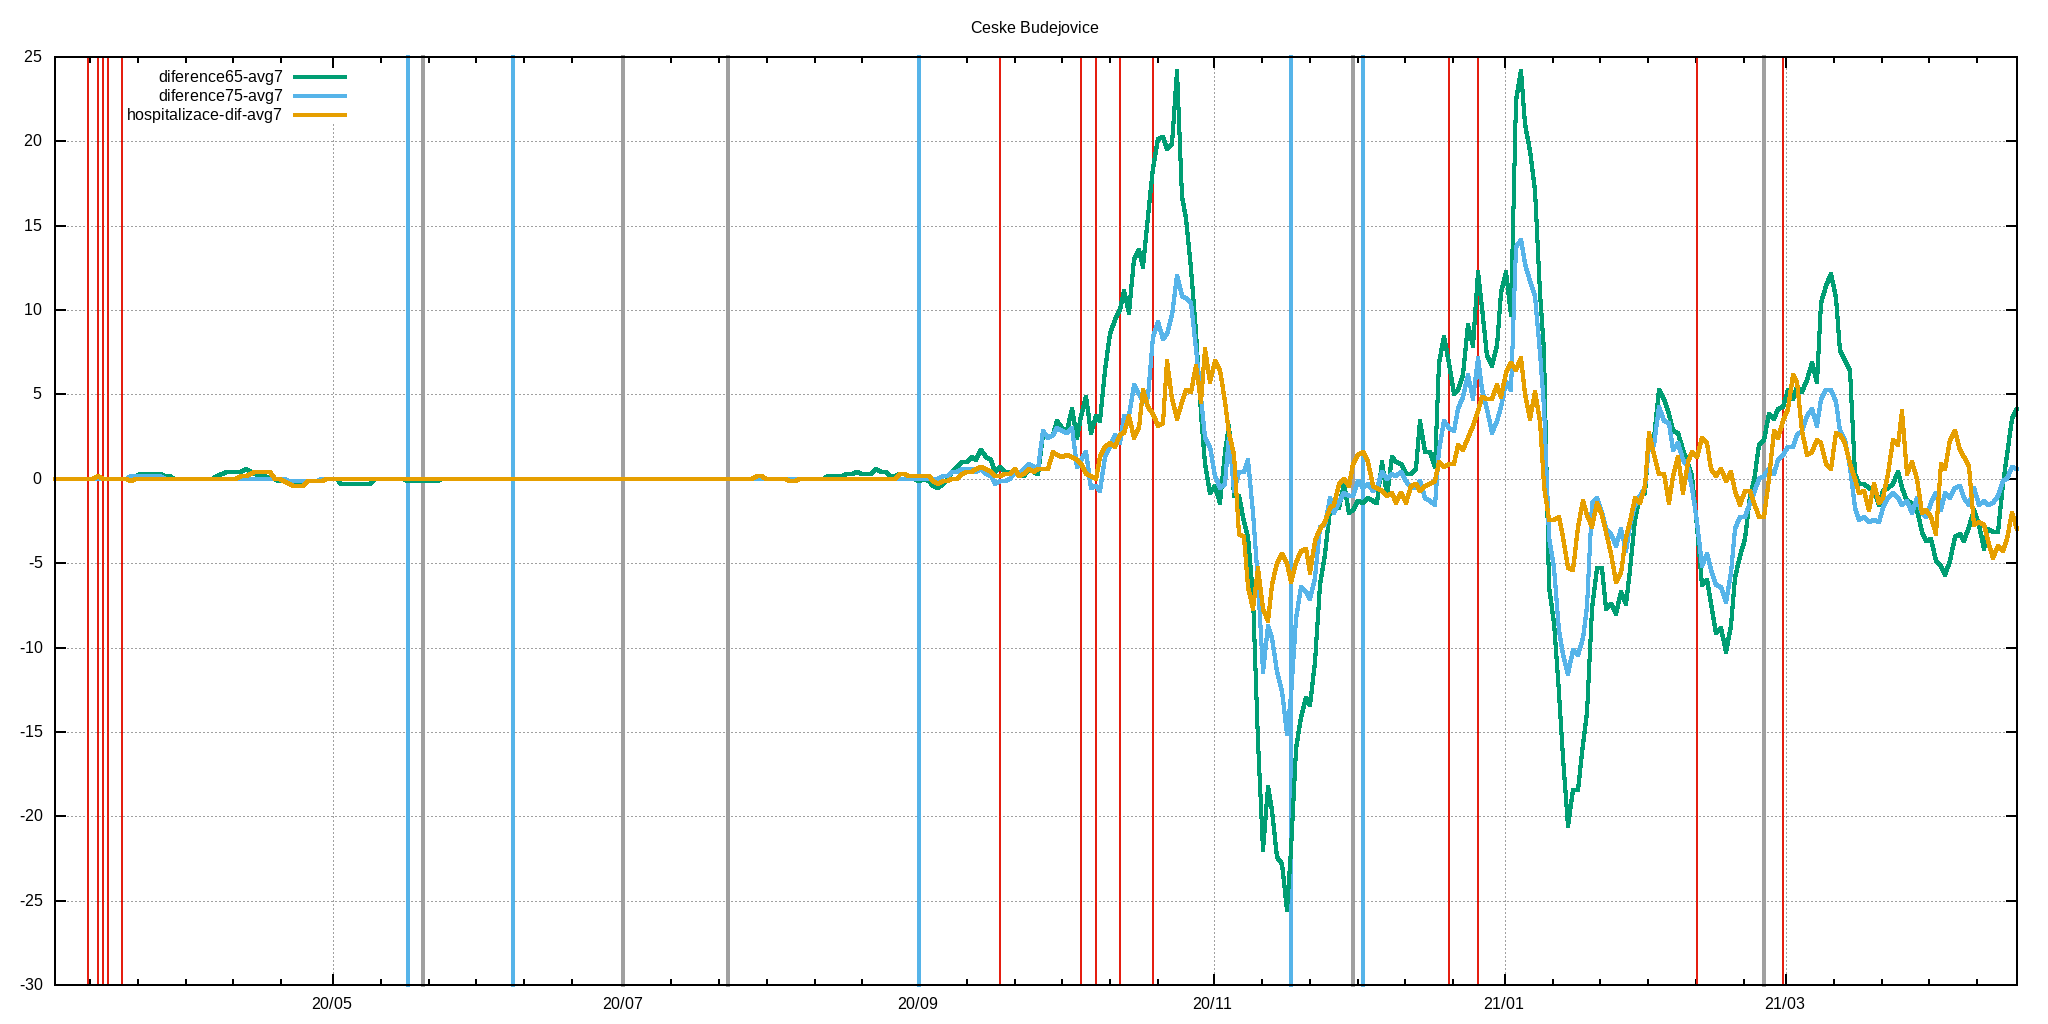 Ceske Budejovice
diference65-avg7
diference75-avg7
hospitalizace-dif-avg7
25
20
15
10
5
0
-5
-10
-15
-20
-25
-30
20/05 20/07 20/09 20/11 21/01 21/03